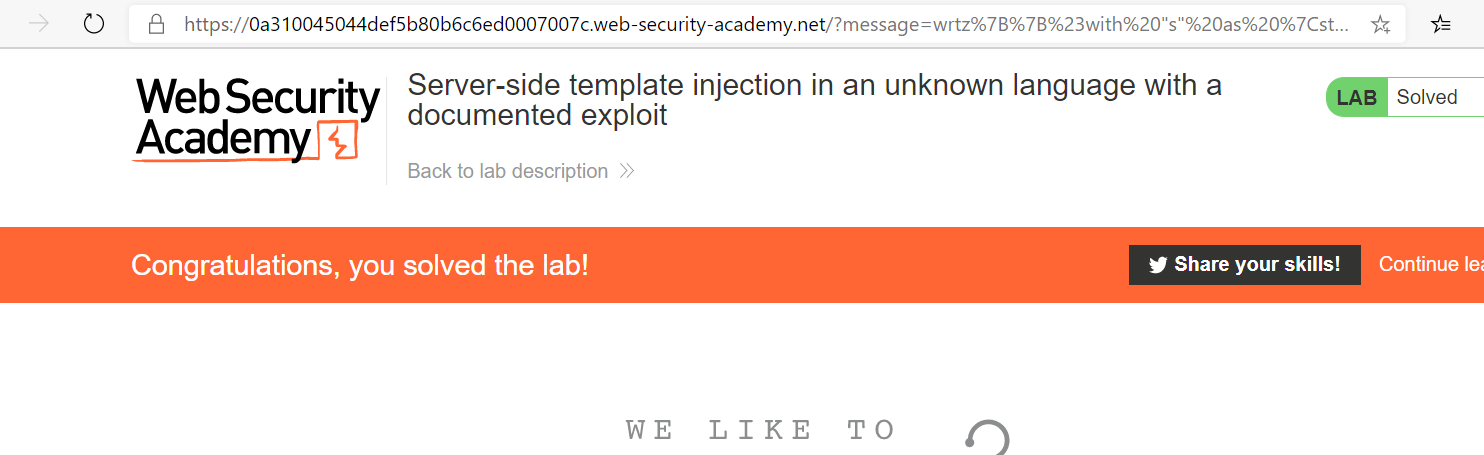 https://0a310045044def5b80b6c6ed0007007c.web-security-academy.net/?message=wrtz%7B%7B%23with%20"s"%20as%20%7Cst...
Web Security
Academy
Server-side template injection in an unknown language with a
documented exploit
Back to lab description
LAB Solved
Congratulations, you solved the lab!
Share your skills!
Continue lea
WE LIKE TO